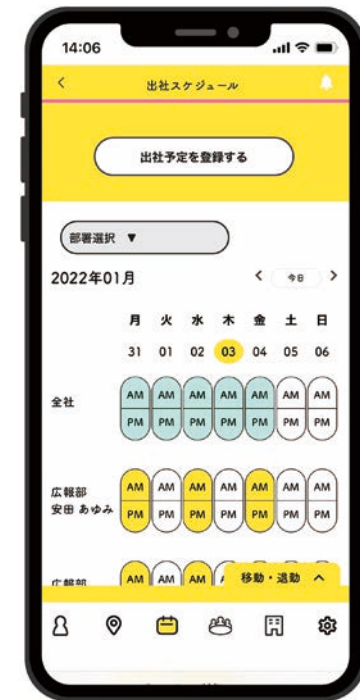 14:06
出社スケジュール
出社予定を登録する
部署選択 ▼
2022年01月 < 今日 >
月 火 水 木 金 土 日
31 01 02 03 04 05 06
全社
AM AM AM AM AM AM AM
PM PM PM PM PM PM PM
広報部
安田 あゆみ
AM AM AM AM AM AM AM
PM PM PM PM PM PM PM
広報部
AM AM AM
移動・退勤